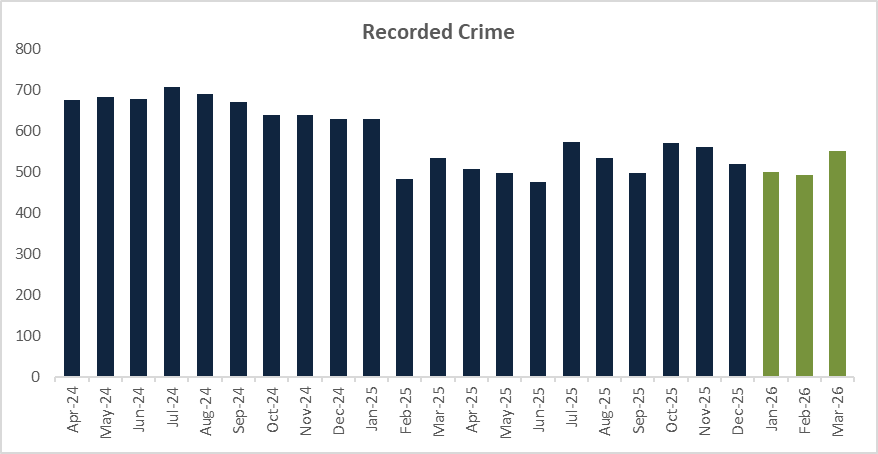 Recorded Crime
800
700
600
500
400
300
200
100
0
Apr-24
May-24
Jun-24
Jul-24
Aug-24
Sep-24
Oct-24
Nov-24
Dec-24
Jan-25
Feb-25
Mar-25
Apr-25
May-25
Jun-25
Jul-25
Aug-25
Sep-25
Oct-25
Nov-25
Dec-25
Jan-26
Feb-26
Mar-26